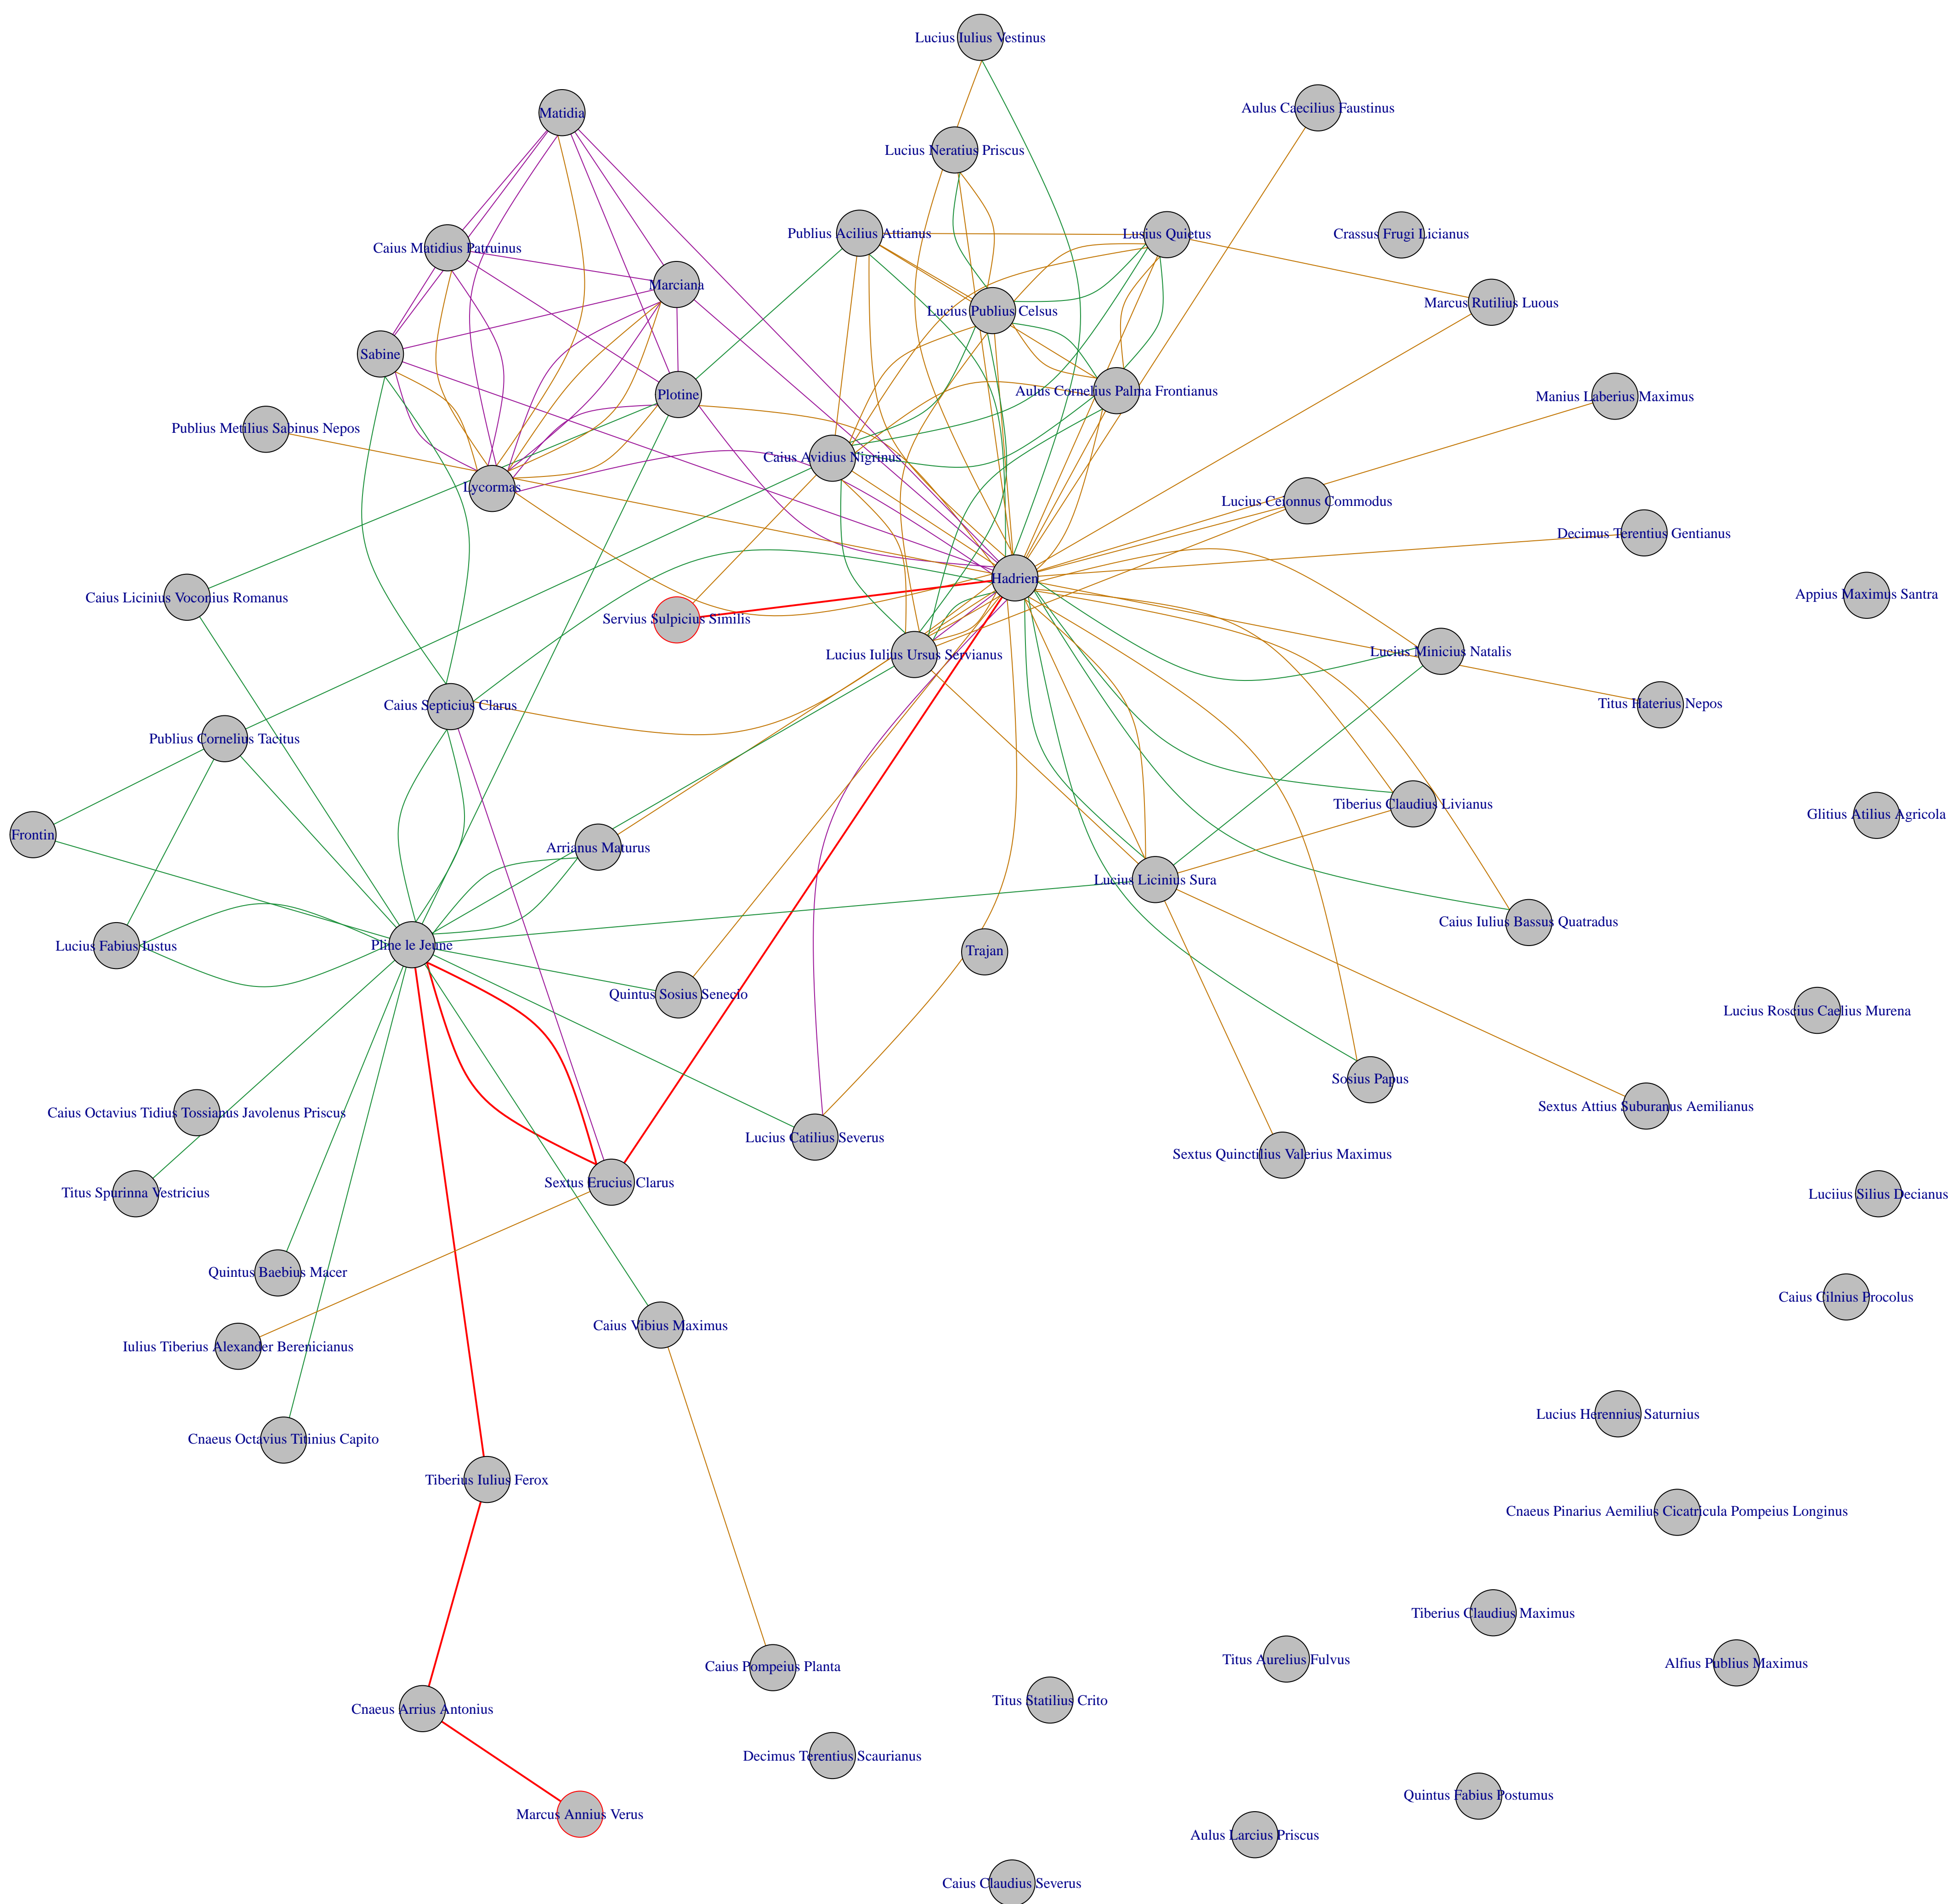 Lucius Iulius Vestinus
Aulus Caecilius Faustinus
Matidia
Lucius Neratius Priscus
Publius Acilius Attianus
Lusius Quietus
Crassus Frugi Licianus
Caius Matidius Patruinus
Marciana
Marcus Rutilius Luous
Lucius Publius Celsus
Sabine
Plotine
Aulus Cornelius Palma Frontianus
Manius Laberius Maximus
Publius Metilius Sabinus Nepos
Caius Avidius Nigrinus
Lycormas
Lucius Ceionnus Commodus
Decimus Terentius Gentianus
Hadrien
Caius Licinius Voconius Romanus
Appius Maximus Santra
Servius Sulpicius Similis
Lucius Iulius Ursus Servianus
Lucius Minicius Natalis
Caius Septicius Clarus
Titus Haterius Nepos
Publius Cornelius Tacitus
Tiberius Claudius Livianus
Glitius Atilius Agricola
Frontin
Arrianus Maturus
Lucius Licinius Sura
Caius Iulius Bassus Quatradus
Lucius Fabius Iustus
Pline le Jeune
Trajan
Quintus Sosius Senecio
Lucius Roscius Caelius Murena
Sosius Papus
Sextus Attius Suburanus Aemilianus
Caius Octavius Tidius Tossianus Javolenus Priscus
Lucius Catilius Severus
Sextus Quinctilius Valerius Maximus
Sextus Erucius Clarus
Titus Spurinna Vestricius
Luciius Silius Decianus
Quintus Baebius Macer
Caius Cilnius Procolus
Caius Vibius Maximus
Iulius Tiberius Alexander Berenicianus
Lucius Herennius Saturnius
Cnaeus Octavius Titinius Capito
Tiberius Iulius Ferox
Cnaeus Pinarius Aemilius Cicatricula Pompeius Longinus
Tiberius Claudius Maximus
Titus Aurelius Fulvus
Alfius Publius Maximus
Caius Pompeius Planta
Titus Statilius Crito
Cnaeus Arrius Antonius
Decimus Terentius Scaurianus
Quintus Fabius Postumus
Marcus Annius Verus
Aulus Larcius Priscus
Caius Claudius Severus